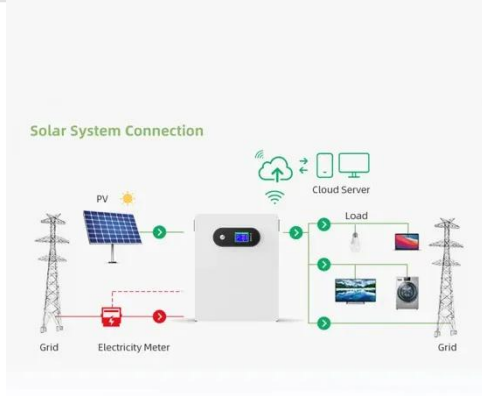 Solar System Connection
Cloud Server
PV
Load
Grid
Electricity Meter
Grid